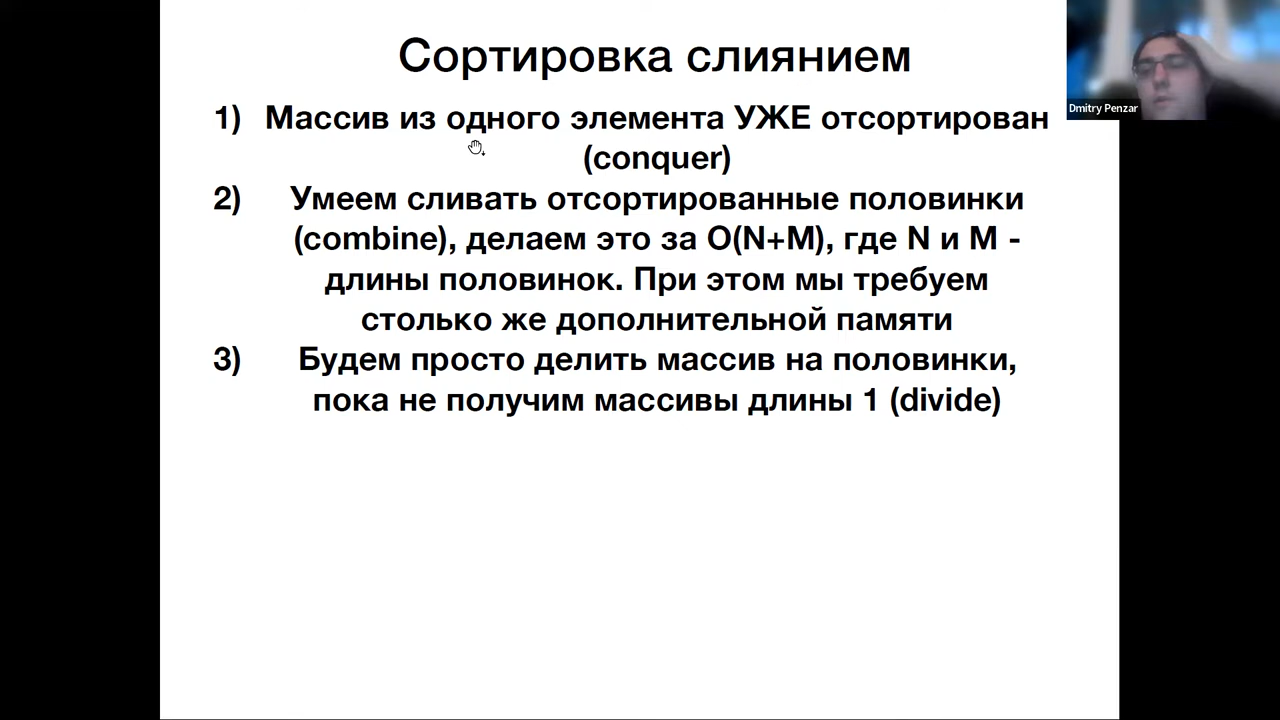 Сортировка слиянием
Dmitry Penzar
1) Массив из одного элемента УЖЕ отсортирован
(conquer)
2) Умеем сливать отсортированные половинки
(combine), делаем это за O(N+M), где N и M -
длины половинок. При этом мы требуем
столько же дополнительной памяти
3) Будем просто делить массив на половинки,
пока не получим массивы длины 1 (divide)